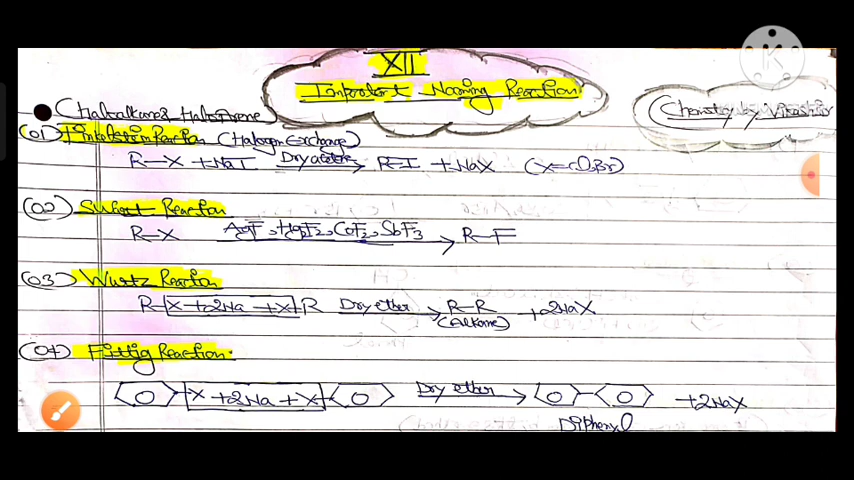 XII
Important Naming Reaction
Chemistry by Vikash Sir
Haloalkane & Haloarene
(01) Finkelstein Reaction (Halogen Exchange)
R-X + NaI Dry acetone → R-I + NaX (X=Cl, Br)
(02) Swart Reaction
R-X AgF, Hg2F2, CoF2, SbF3 → R-F
(03) Wurtz Reaction
R-X + 2Na + X-R Dry ether → R-R + 2NaX
(Alkane)
(04) Fittig Reaction.
-X + 2Na + X- Dry ether → + 2NaX
Diphenyl
K